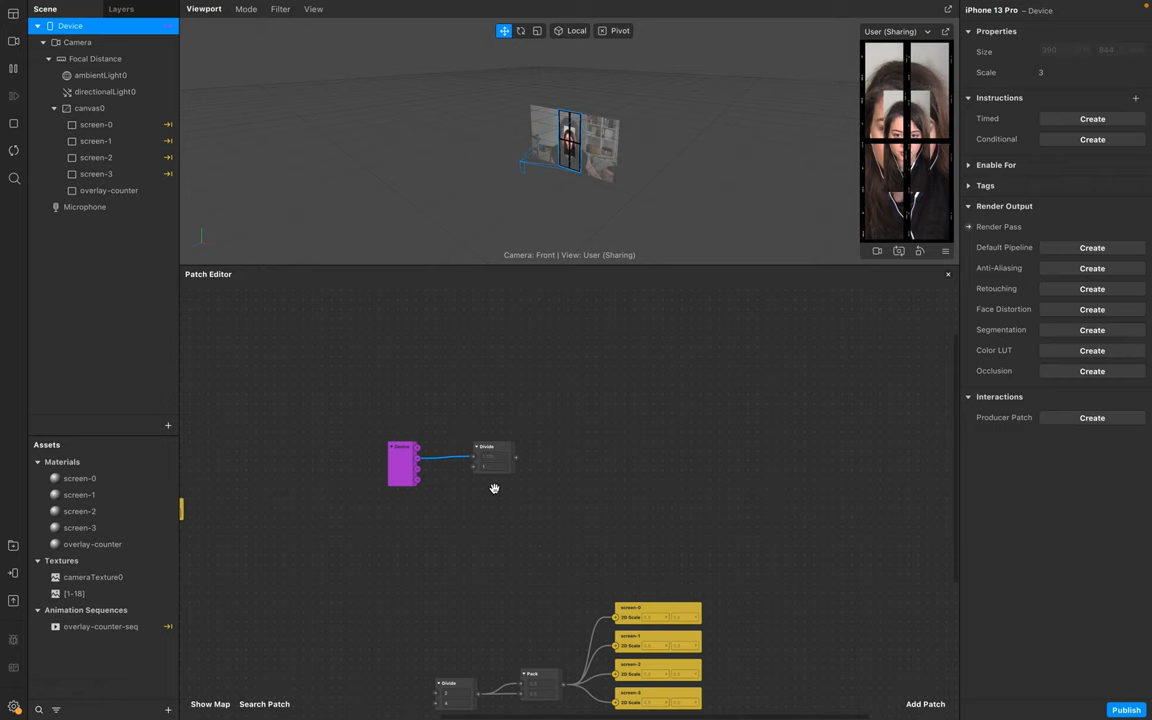 Scene
Layers
Device
Camera
Focal Distance
ambientLight0
directionalLight0
canvas0
screen-0
screen-1
screen-2
screen-3
overlay-counter
Microphone
Assets
Materials
screen-0
screen-1
screen-2
screen-3
overlay-counter
Textures
cameraTexture0
[1-18]
Animation Sequences
overlay-counter-seq
Viewport
Mode
Filter
View
Local
Pivot
User (Sharing)
Camera: Front | View: User (Sharing)
Patch Editor
Divide
screen-0
2D Scale
screen-1
2D Scale
screen-2
2D Scale
screen-3
2D Scale
Divide
Pack
Show Map
Search Patch
Add Patch
iPhone 13 Pro – Device
Properties
Size 390 844
Scale 3
Instructions
Timed Create
Conditional Create
Enable For
Tags
Render Output
Render Pass
Default Pipeline Create
Anti-Aliasing Create
Retouching Create
Face Distortion Create
Segmentation Create
Color LUT Create
Occlusion Create
Interactions
Producer Patch Create
Publish